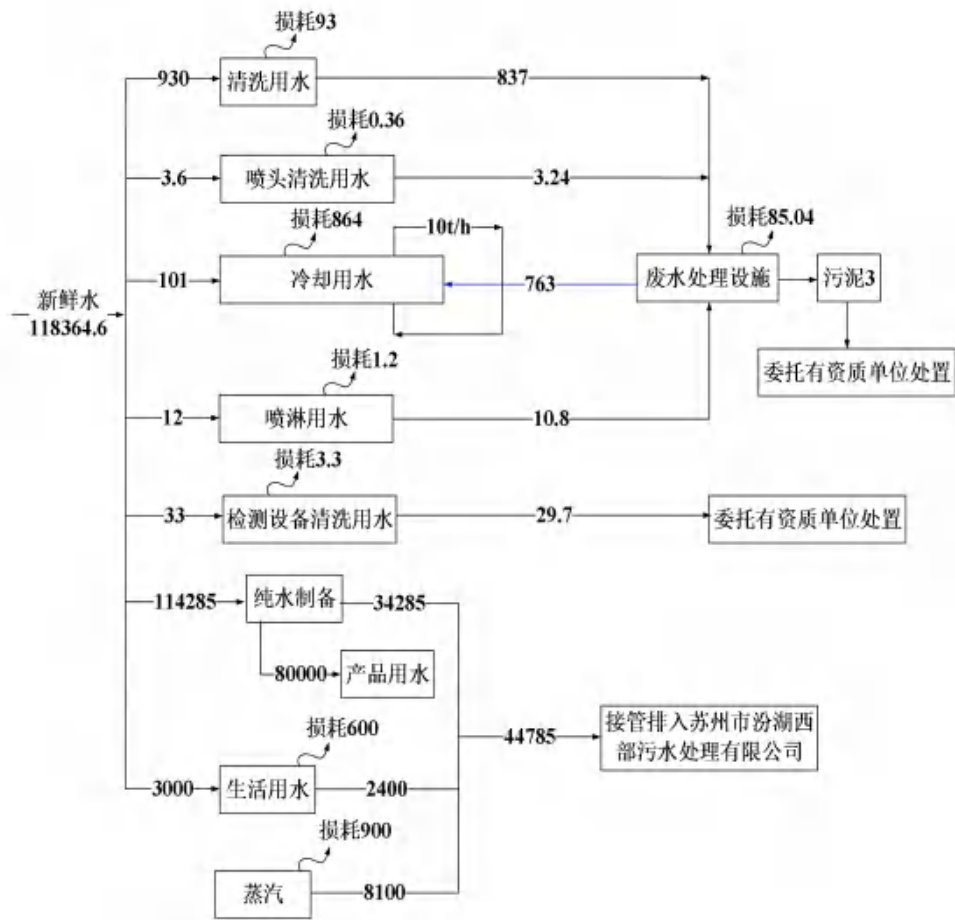 损耗93
930
清洗用水
837
损耗0.36
3.6
喷头清洗用水
3.24
损耗864
10t/h
损耗85.04
101
冷却用水
763
废水处理设施
污泥3
新鲜水
118364.6
损耗1.2
委托有资质单位处置
12
喷淋用水
10.8
损耗3.3
33
检测设备清洗用水
29.7
委托有资质单位处置
114285
纯水制备
34285
80000
产品用水
损耗600
44785
接管排入苏州市汾湖西
部污水处理有限公司
3000
生活用水
2400
损耗900
蒸汽
8100